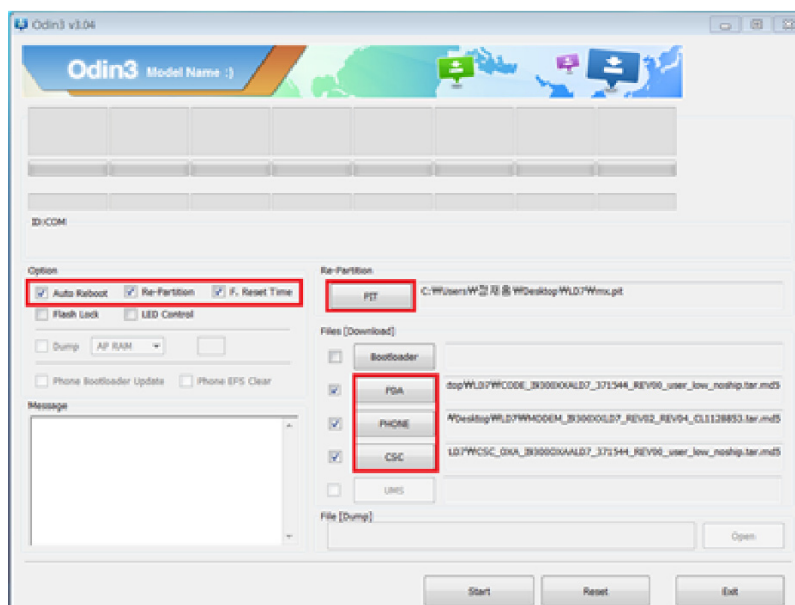 Odin3 v3.04
Odin3 Model Name :)
ID:COM
Option
Auto Reboot Re-Partition F. Reset Time
Flash Lock LED Control
Dump AP RAM
Phone Bootloader Update Phone EFS Clear
Message
Re-Partition
PIT C:₩Users₩정재용₩Desktop₩LD7₩mx.pit
Files [Download]
Bootloader
PDA top₩LD7₩CODE_I9300XXALD7_371544_REV00_user_low_noship.tar.md5
PHONE ₩Desktop₩LD7₩MODEM_I9300XXLD7_REV02_REV04_CL1128853.tar.md5
CSC LD7₩CSC_OXA_I9300OXAALD7_371544_REV00_user_low_noship.tar.md5
UMS
File [Dump]
Open
Start Reset Exit